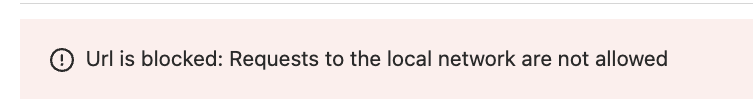 Url is blocked: Requests to the local network are not allowed